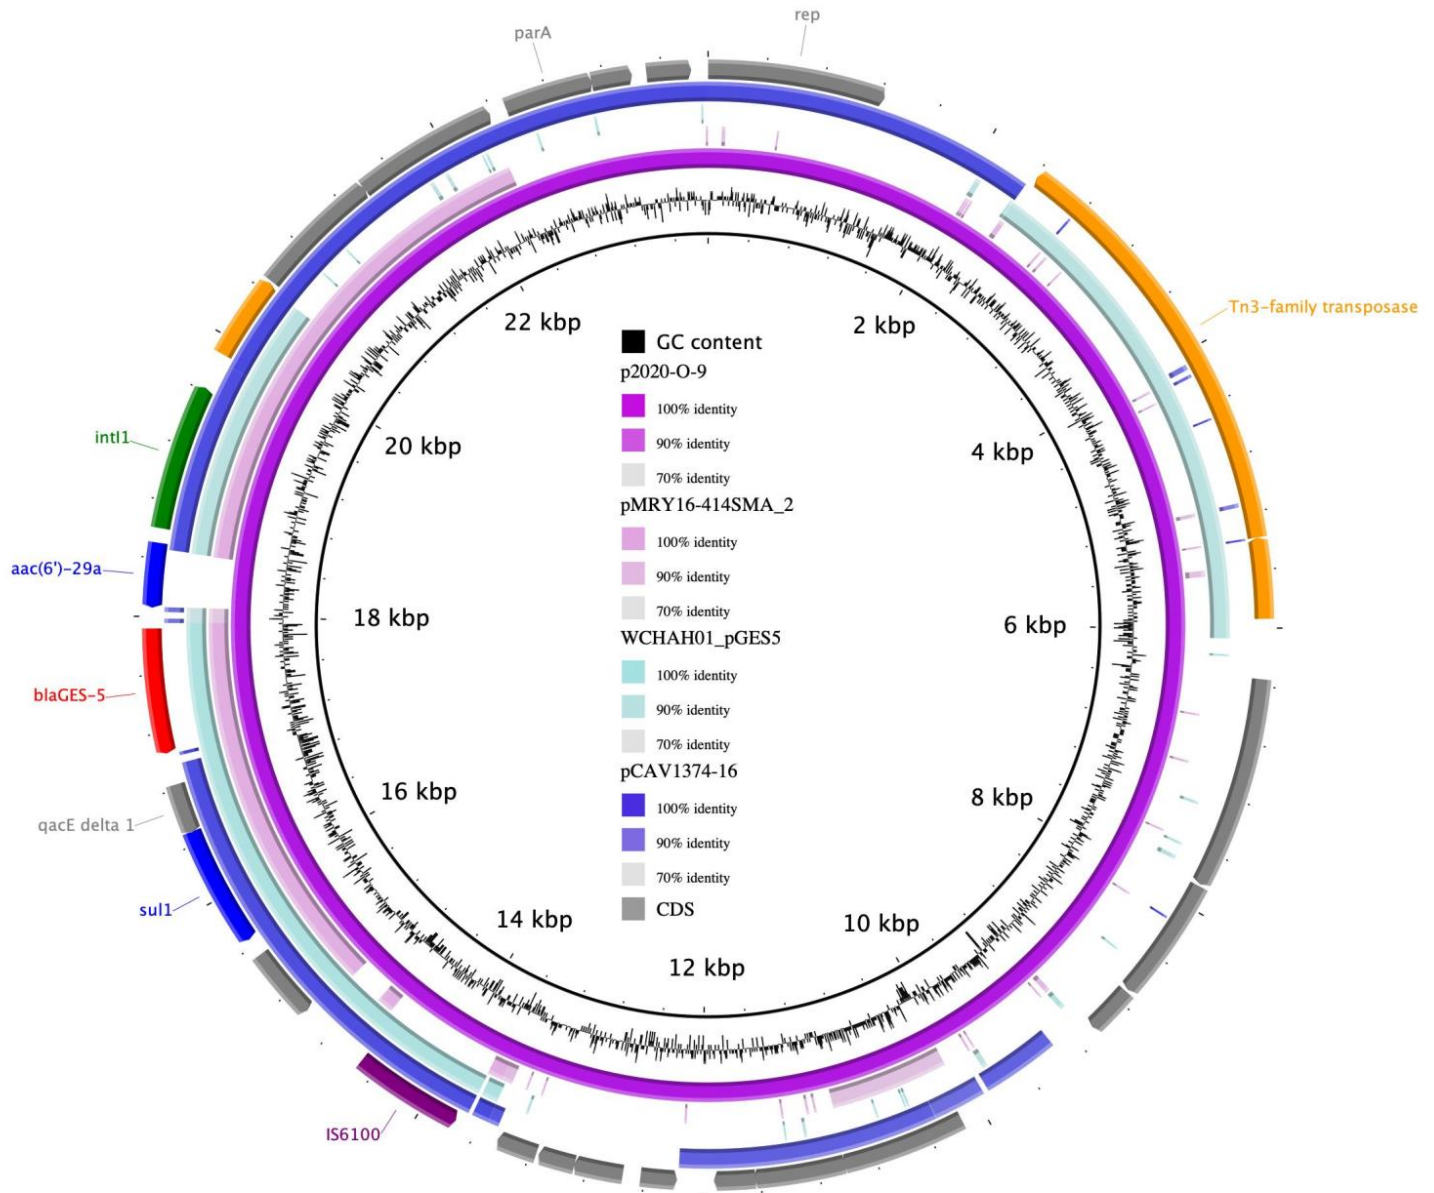 rep
parA
Tn3-family transposase
22 kbp
2 kbp
GC content
p2020-O-9
100% identity
90% identity
70% identity
intI1
20 kbp
4 kbp
pMRY16-414SMA_2
100% identity
90% identity
70% identity
aac(6')-29a
18 kbp
6 kbp
WCHAH01_pGES5
100% identity
90% identity
70% identity
blaGES-5
16 kbp
8 kbp
pCAV1374-16
100% identity
90% identity
70% identity
qacE delta 1
sul1
CDS
14 kbp
10 kbp
12 kbp
IS6100